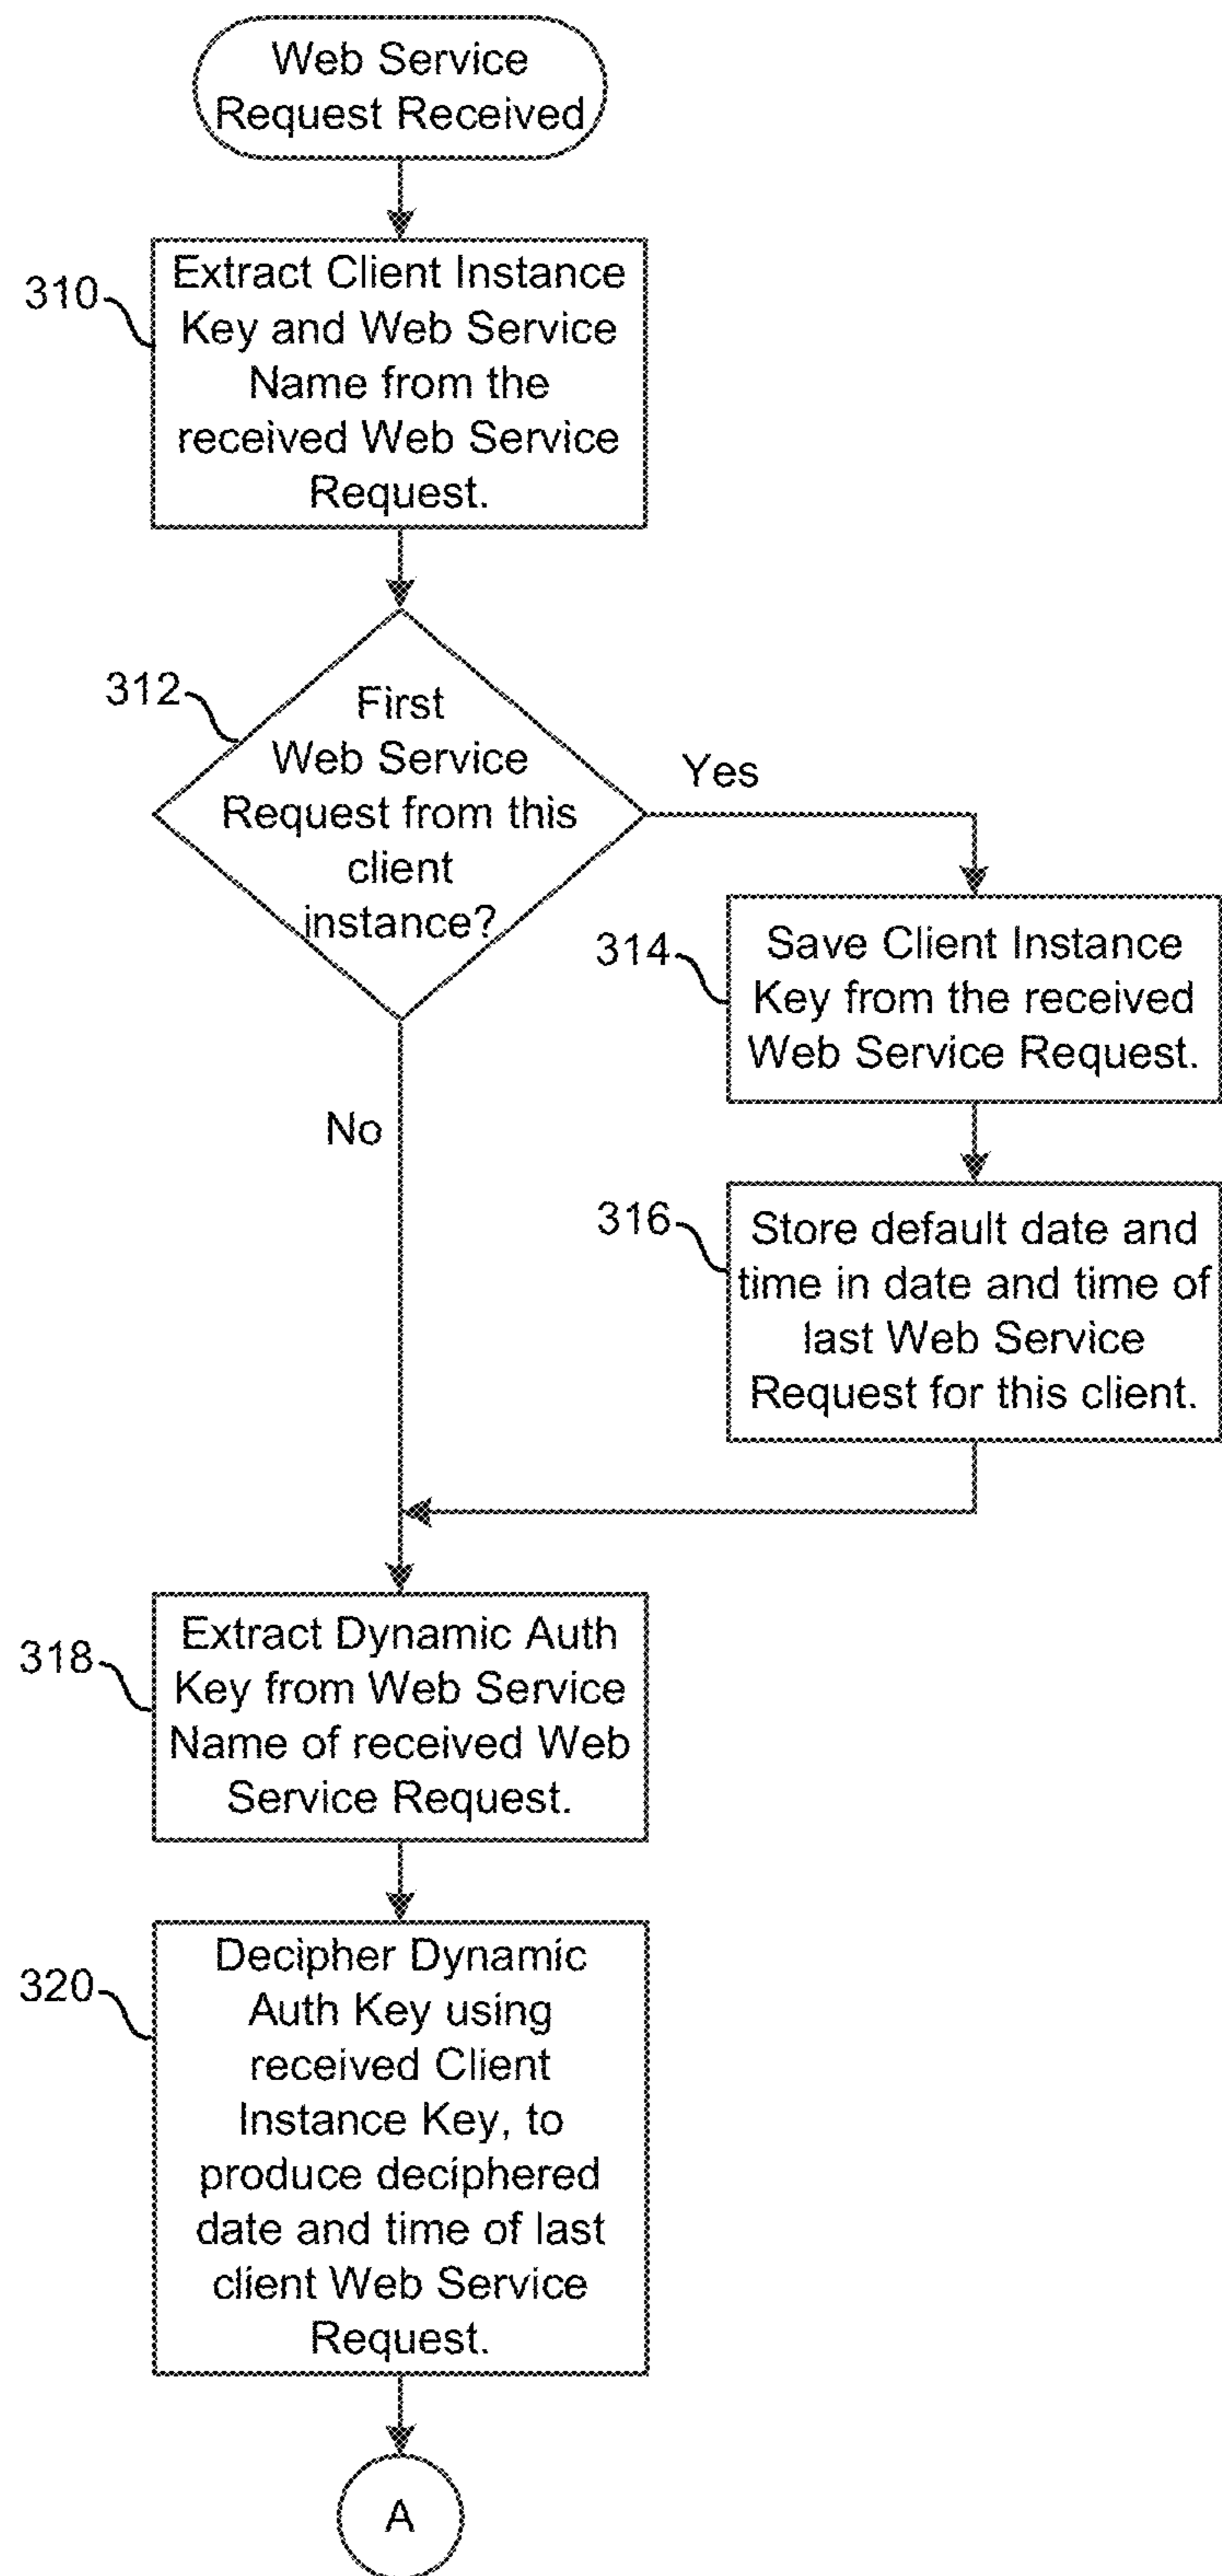 Web Service
Request Received
310
Extract Client Instance
Key and Web Service
Name from the
received Web Service
Request.
312
First
Web Service
Request from this
client
instance?
Yes
No
314
Save Client Instance
Key from the received
Web Service Request.
316
Store default date and
time in date and time of
last Web Service
Request for this client.
318
Extract Dynamic Auth
Key from Web Service
Name of received Web
Service Request.
320
Decipher Dynamic
Auth Key using
received Client
Instance Key, to
produce deciphered
date and time of last
client Web Service
Request.
A